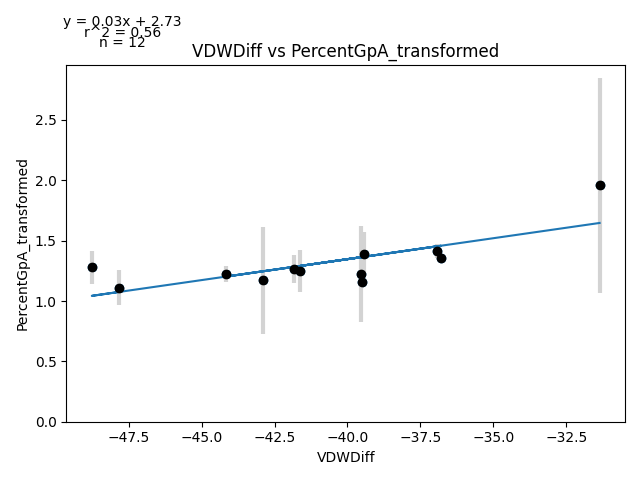 y = 0.03x + 2.73
r^2 = 0.56
n = 12
VDWDiff vs PercentGpA_transformed
PercentGpA_transformed
2.5
2.0
1.5
1.0
0.5
0.0
−47.5 −45.0 −42.5 −40.0 −37.5 −35.0 −32.5
VDWDiff